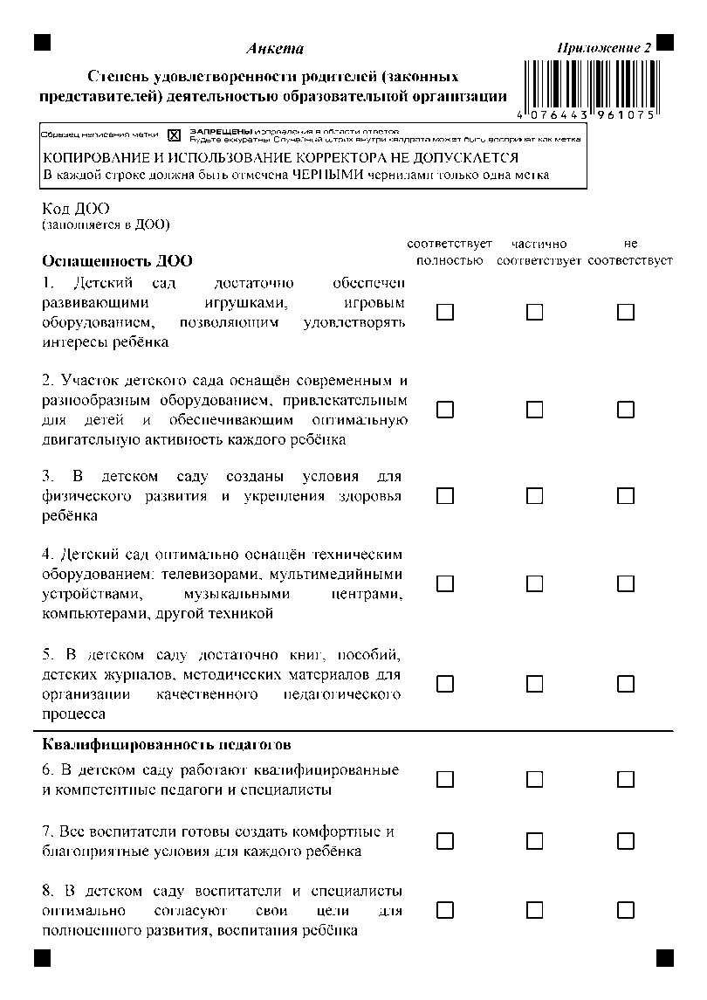 Анкета
Приложение 2
Степень удовлетворенности родителей (законных
представителей) деятельностью образовательной организации
4 076443 961075
Образец написания метки
ЗАПРЕЩЕНЫ исправления в области ответов
Будьте аккуратны. Случайный штрих внутри квадрата может быть воспринят как метка
КОПИРОВАНИЕ И ИСПОЛЬЗОВАНИЕ КОРРЕКТОРА НЕ ДОПУСКАЕТСЯ
В каждой строке должна быть отмечена ЧЕРНЫМИ чернилами только одна метка
Код ДОО
(заполняется в ДОО)
соответствует частично не
Оснащенность ДОО полностью соответствует соответствует
1. Детский сад достаточно обеспечен
развивающими игрушками, игровым
оборудованием, позволяющим удовлетворять
интересы ребёнка
2. Участок детского сада оснащён современным и
разнообразным оборудованием, привлекательным
для детей и обеспечивающим оптимальную
двигательную активность каждого ребёнка
3. В детском саду созданы условия для
физического развития и укрепления здоровья
ребёнка
4. Детский сад оптимально оснащён техническим
оборудованием: телевизорами, мультимедийными
устройствами, музыкальными центрами,
компьютерами, другой техникой
5. В детском саду достаточно книг, пособий,
детских журналов, методических материалов для
организации качественного педагогического
процесса
Квалифицированность педагогов
6. В детском саду работают квалифицированные
и компетентные педагоги и специалисты
7. Все воспитатели готовы создать комфортные и
благоприятные условия для каждого ребёнка
8. В детском саду воспитатели и специалисты
оптимально согласуют свои цели для
полноценного развития, воспитания ребёнка